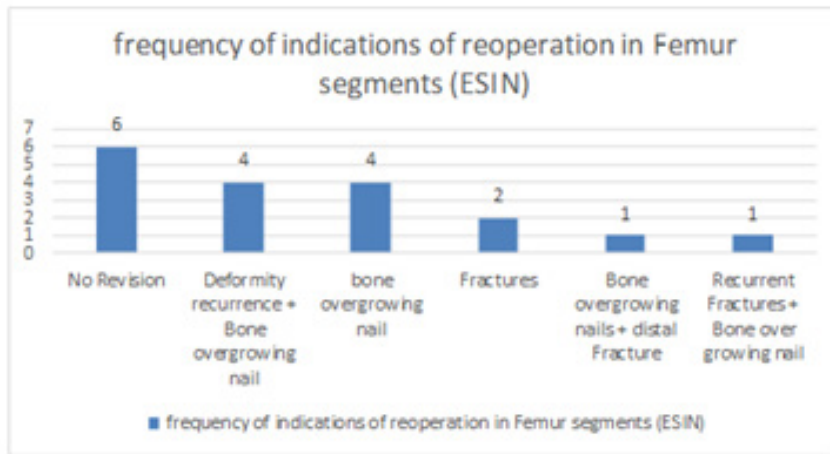 frequency of indications of reoperation in Femur
segments (ESIN)
7
6
5
4
3
2
1
0
6
4
4
2
1
1
No Revision
Deformity
recurrence +
Bone
overgrowing
nail
bone
overgrowing
nail
Fractures
Bone
overgrowing
nails + distal
Fracture
Recurrent
Fractures +
Bone over
growing nail
frequency of indications of reoperation in Femur segments (ESIN)